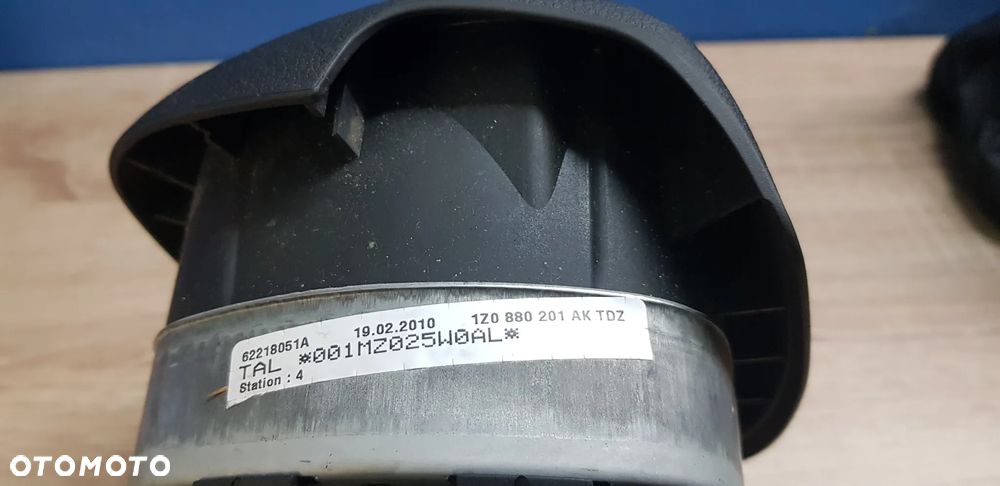 62218051A 19.02.2010 1Z0 880 201 AK TDZ
TAL *001MZ025W0AL*
Station : 4
OTOMOTO